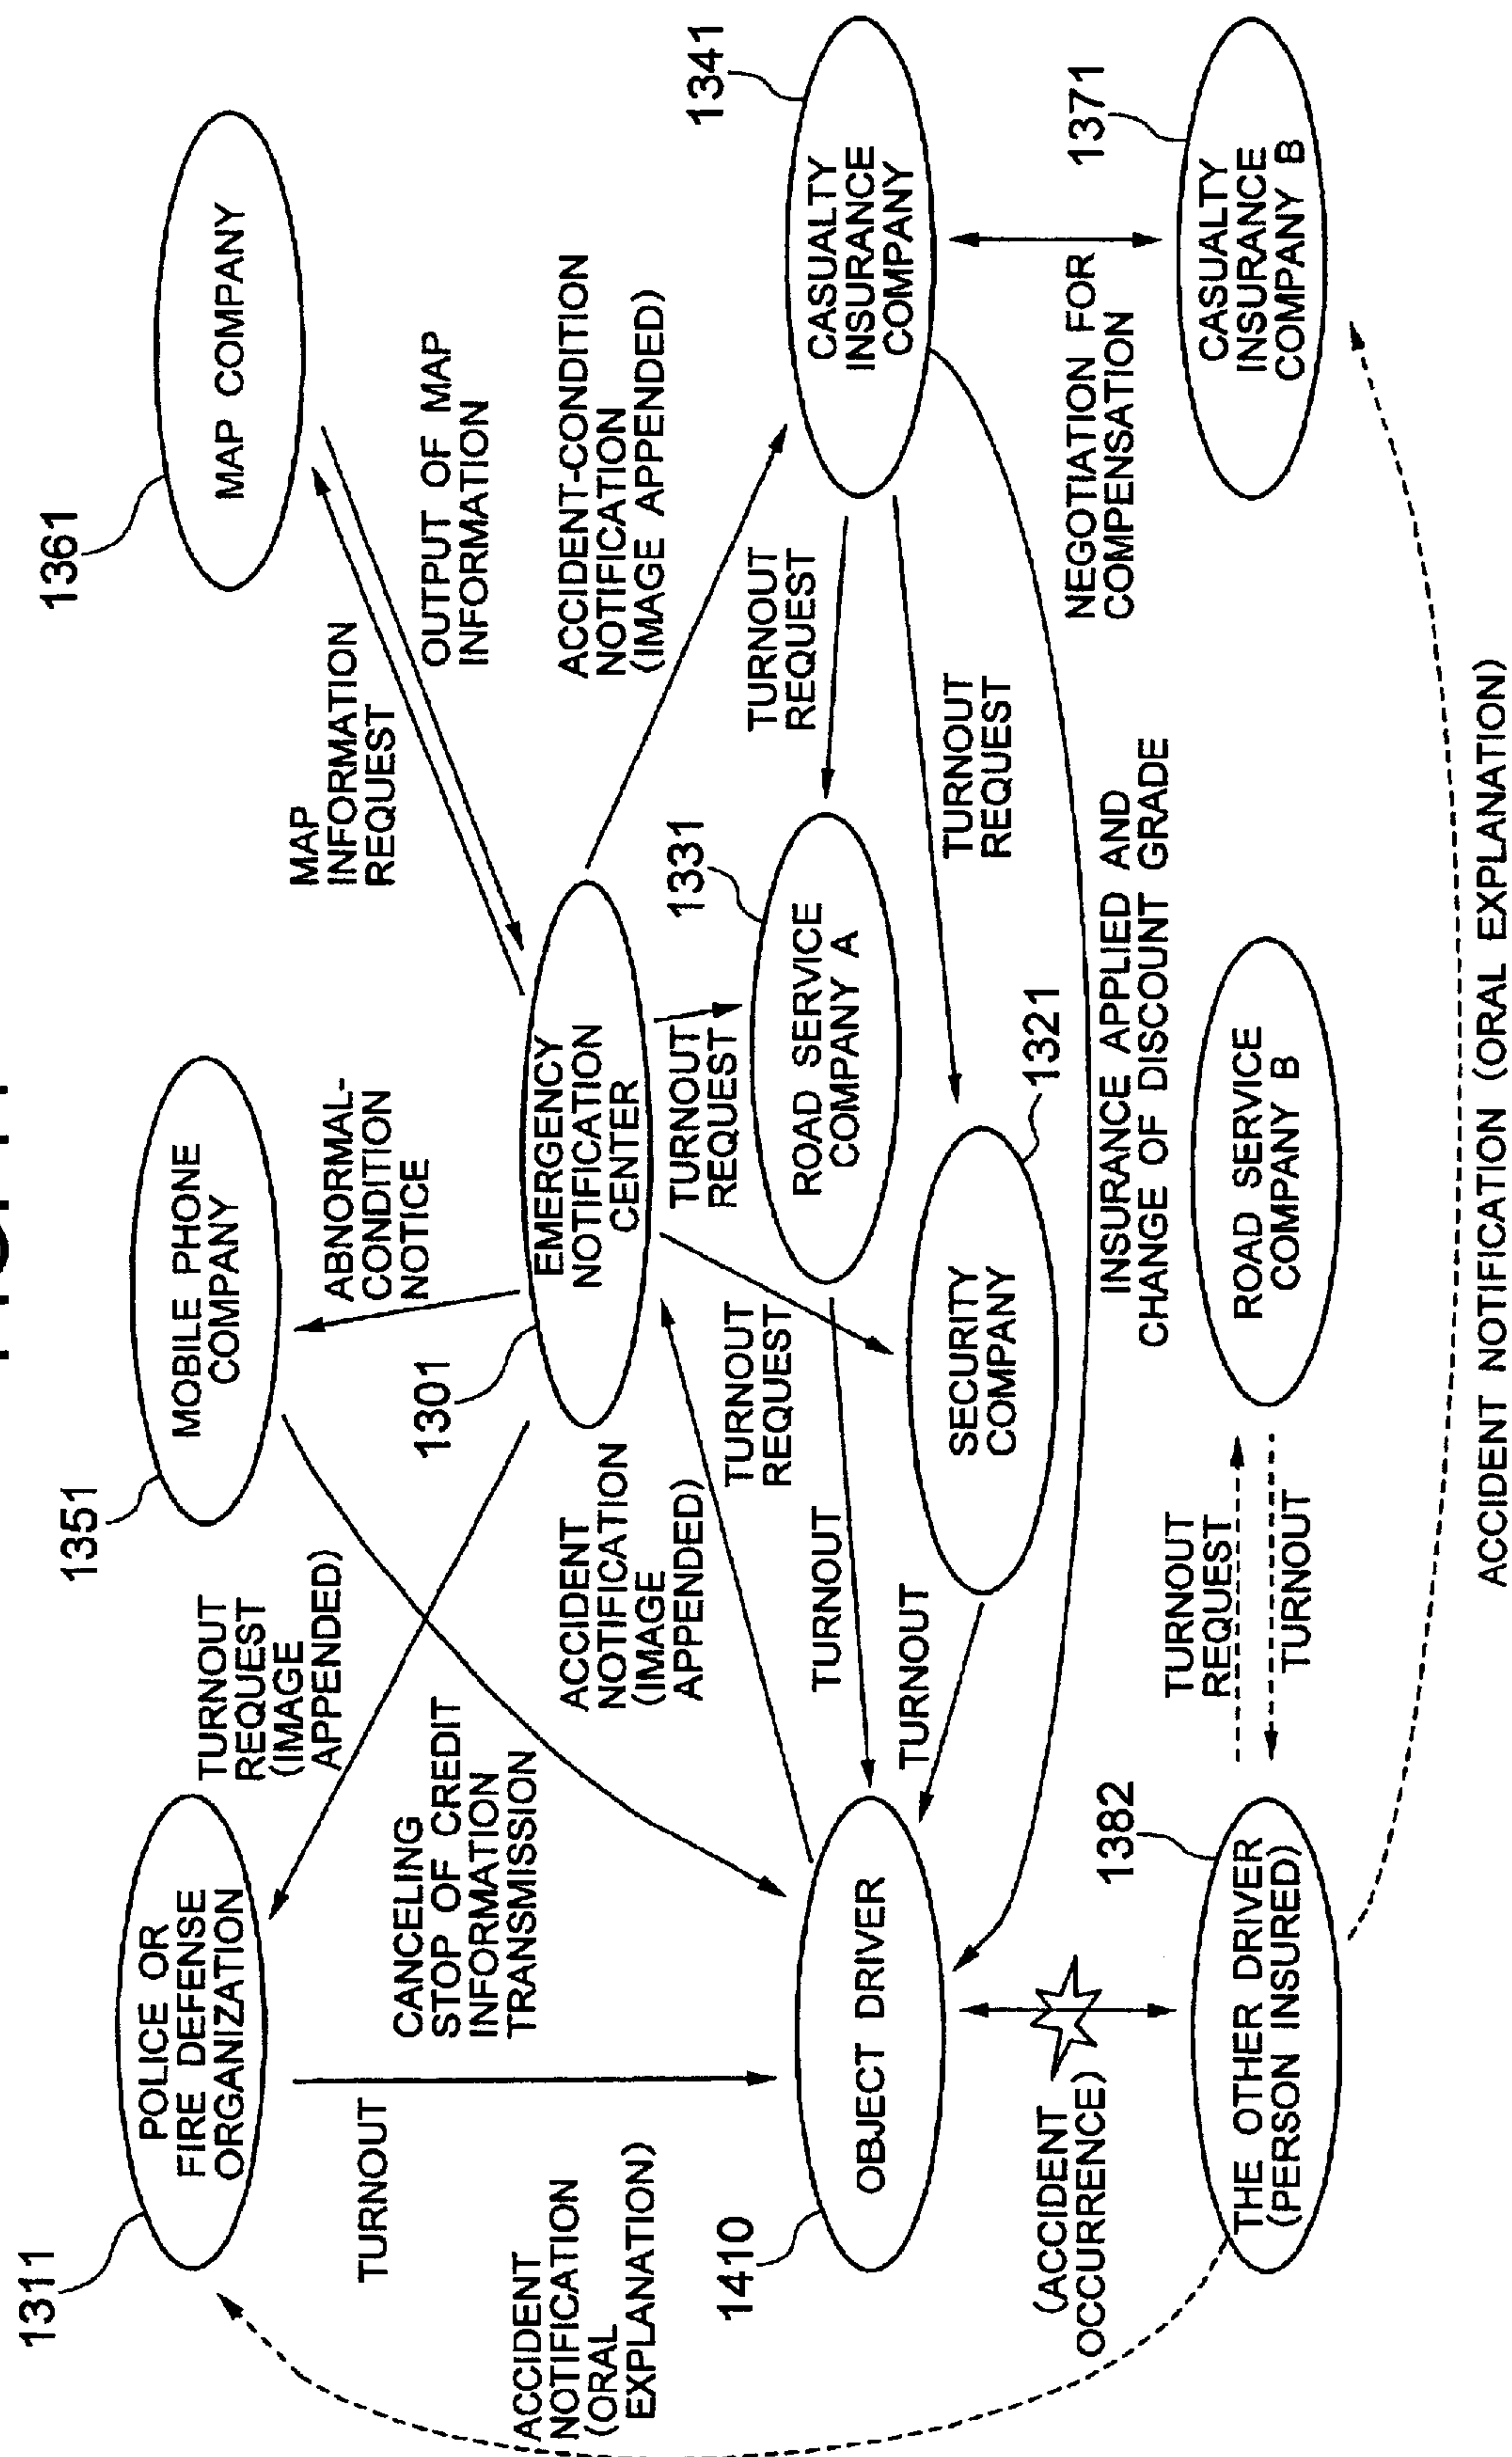 1311
POLICE OR
FIRE DEFENSE
ORGANIZATION
1351
MOBILE PHONE
COMPANY
1361
MAP COMPANY
TURNOUT
REQUEST
(IMAGE
APPENDED)
ABNORMAL-
CONDITION
NOTICE
MAP
INFORMATION
REQUEST
OUTPUT OF MAP
INFORMATION
TURNOUT
CANCELING
STOP OF CREDIT
INFORMATION
TRANSMISSION
1301
EMERGENCY
NOTIFICATION
CENTER
ACCIDENT
NOTIFICATION
(ORAL
EXPLANATION)
ACCIDENT
NOTIFICATION
(IMAGE
APPENDED)
ACCIDENT-CONDITION
NOTIFICATION
(IMAGE APPENDED)
TURNOUT
REQUEST
1331
TURNOUT
REQUEST
1341
1410
OBJECT DRIVER
TURNOUT
TURNOUT
REQUEST
ROAD SERVICE
COMPANY A
CASUALTY
INSURANCE
COMPANY
TURNOUT
SECURITY
COMPANY
1321
TURNOUT
REQUEST
(ACCIDENT
OCCURRENCE)
1382
INSURANCE APPLIED AND
CHANGE OF DISCOUNT GRADE
NEGOTIATION FOR
COMPENSATION
1371
THE OTHER DRIVER
(PERSON INSURED)
TURNOUT
REQUEST
TURNOUT
ROAD SERVICE
COMPANY B
CASUALTY
INSURANCE
COMPANY B
ACCIDENT NOTIFICATION (ORAL EXPLANATION)